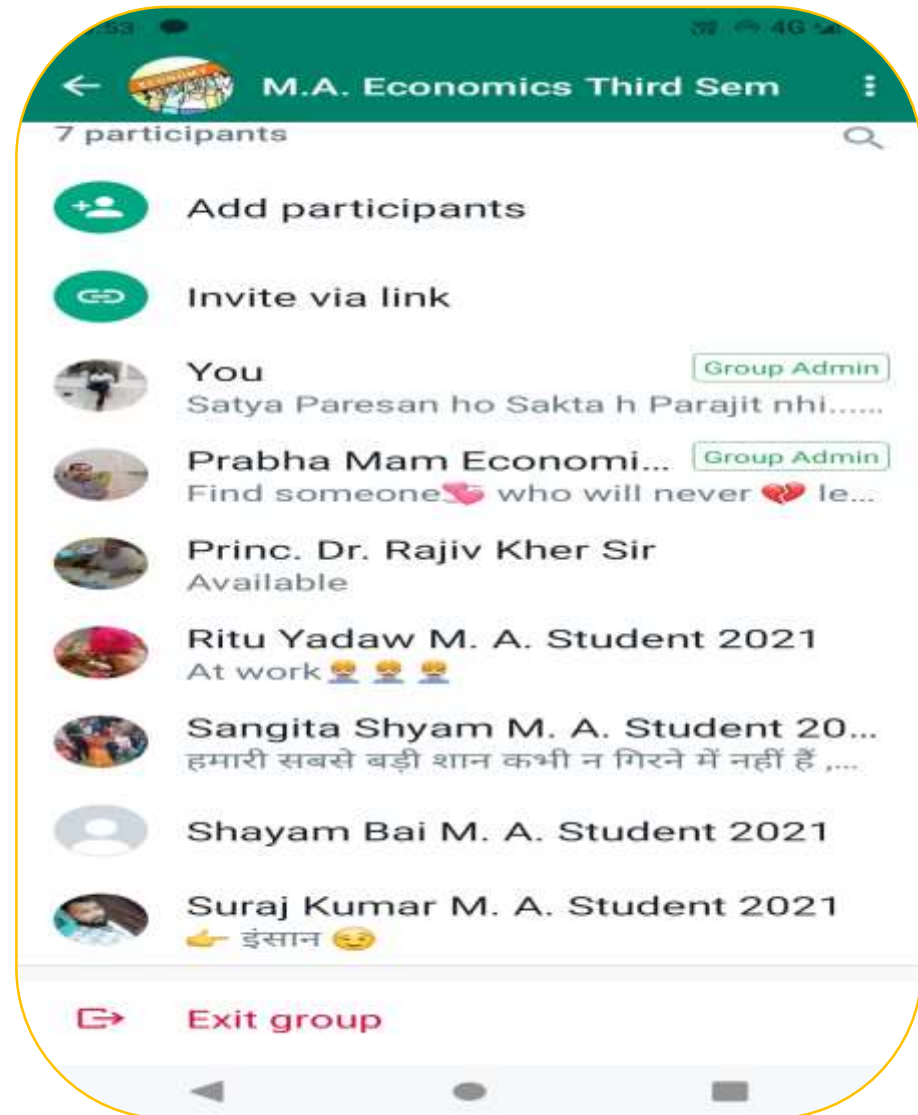 :53 4G
M.A. Economics Third Sem
7 participants
Add participants
Invite via link
You Group Admin
Satya Paresan ho Sakta h Parajit nhi......
Prabha Mam Economi... Group Admin
Find someone💕 who will never 💔 le...
Princ. Dr. Rajiv Kher Sir
Available
Ritu Yadaw M. A. Student 2021
At work
Sangita Shyam M. A. Student 20...
हमारी सबसे बड़ी शान कभी न गिरने में नहीं हैं ,...
Shayam Bai M. A. Student 2021
Suraj Kumar M. A. Student 2021
👉 इंसान 😏
Exit group